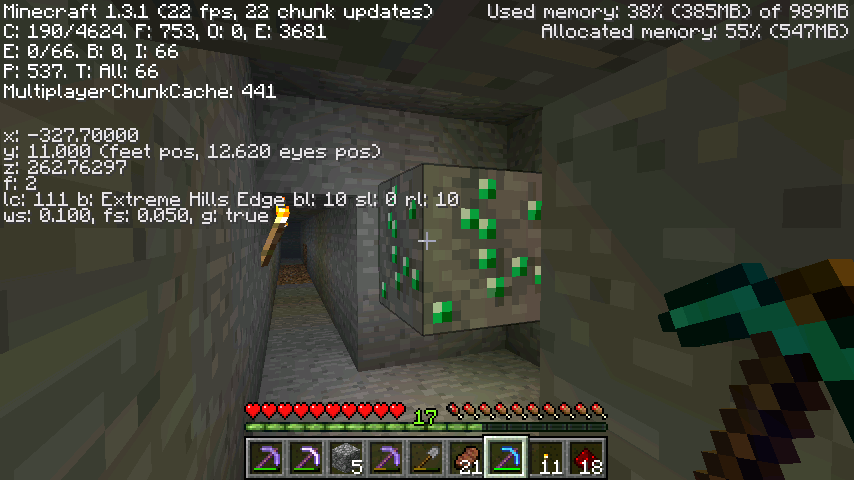 Minecraft 1.3.1 (22 fps, 22 chunk updates)
C: 190/4624. F: 753, O: 0, E: 3681
E: 0/66. B: 0, I: 66
P: 537. T: All: 66
MultiplayerChunkCache: 441
Used memory: 38% (385MB) of 989MB
Allocated memory: 55% (547MB)
x: -327.70000
y: 11.000 (feet pos, 12.620 eyes pos)
z: 262.76297
f: 2
lc: 111 b: Extreme Hills Edge bl: 10 sl: 0 rl: 10
ws: 0.100, fs: 0.050, g: true
17
5 21 11 18